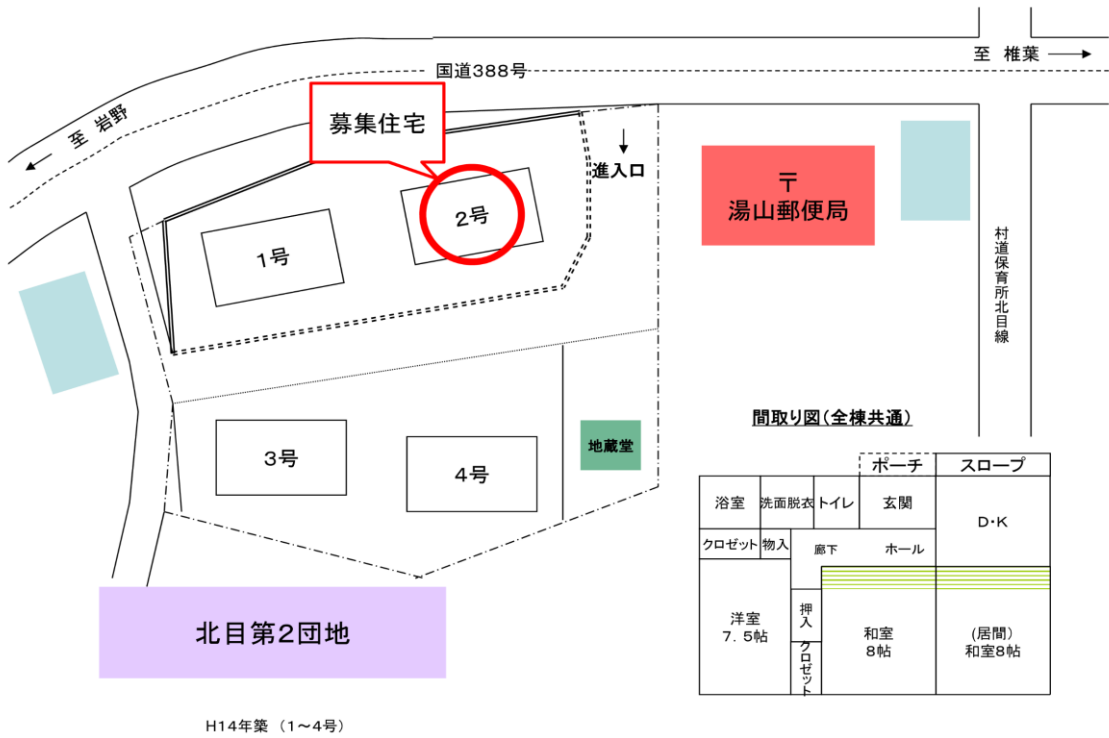 至 椎葉
国道388号
至 岩野
募集住宅
進入口
〒
湯山郵便局
2号
1号
村道保育所北目線
3号
4号
地蔵堂
間取り図(全棟共通)
ポーチ
スロープ
浴室
洗面脱衣
トイレ
玄関
D・K
クロゼット
物入
廊下
ホール
洋室
7.5帖
押入
クロゼット
和室
8帖
(居間)
和室8帖
北目第2団地
H14年築 (1~4号)